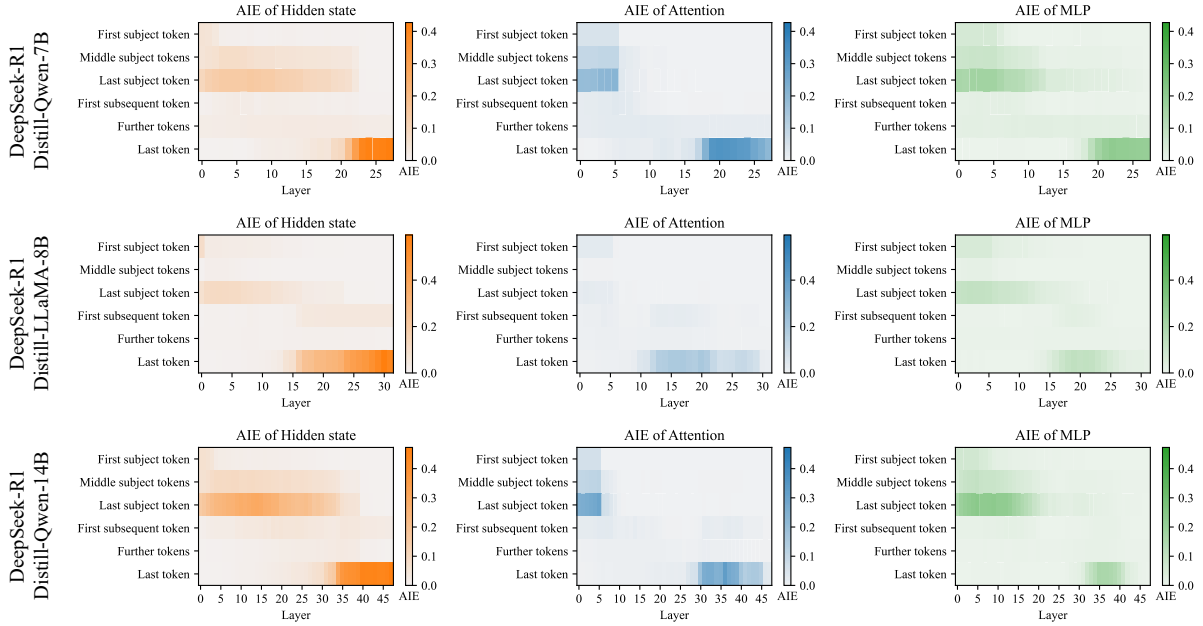 DeepSeek-R1
Distill-Qwen-7B
AIE of Hidden state
First subject token
Middle subject tokens
Last subject token
First subsequent token
Further tokens
Last token
0 5 10 15 20 25
Layer
0.4
0.3
0.2
0.1
0.0
AIE
AIE of Attention
First subject token
Middle subject tokens
Last subject token
First subsequent token
Further tokens
Last token
0 5 10 15 20 25
Layer
0.4
0.3
0.2
0.1
0.0
AIE
AIE of MLP
First subject token
Middle subject tokens
Last subject token
First subsequent token
Further tokens
Last token
0 5 10 15 20 25
Layer
0.4
0.3
0.2
0.1
0.0
AIE
DeepSeek-R1
Distill-LLaMA-8B
AIE of Hidden state
First subject token
Middle subject tokens
Last subject token
First subsequent token
Further tokens
Last token
0 5 10 15 20 25 30
Layer
0.4
0.2
0.0
AIE
AIE of Attention
First subject token
Middle subject tokens
Last subject token
First subsequent token
Further tokens
Last token
0 5 10 15 20 25 30
Layer
0.4
0.2
0.0
AIE
AIE of MLP
First subject token
Middle subject tokens
Last subject token
First subsequent token
Further tokens
Last token
0 5 10 15 20 25 30
Layer
0.4
0.2
0.0
AIE
DeepSeek-R1
Distill-Qwen-14B
AIE of Hidden state
First subject token
Middle subject tokens
Last subject token
First subsequent token
Further tokens
Last token
0 5 10 15 20 25 30 35 40 45
Layer
0.4
0.3
0.2
0.1
0.0
AIE
AIE of Attention
First subject token
Middle subject tokens
Last subject token
First subsequent token
Further tokens
Last token
0 5 10 15 20 25 30 35 40 45
Layer
0.4
0.3
0.2
0.1
0.0
AIE
AIE of MLP
First subject token
Middle subject tokens
Last subject token
First subsequent token
Further tokens
Last token
0 5 10 15 20 25 30 35 40 45
Layer
0.4
0.3
0.2
0.1
0.0
AIE